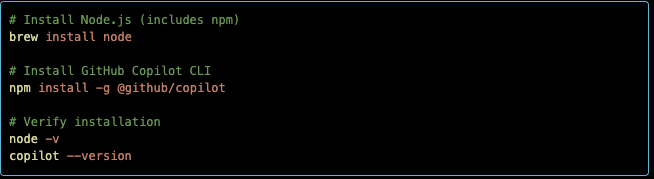 # Install Node.js (includes npm)
brew install node
# Install GitHub Copilot CLI
npm install -g @github/copilot
# Verify installation
node -v
copilot --version